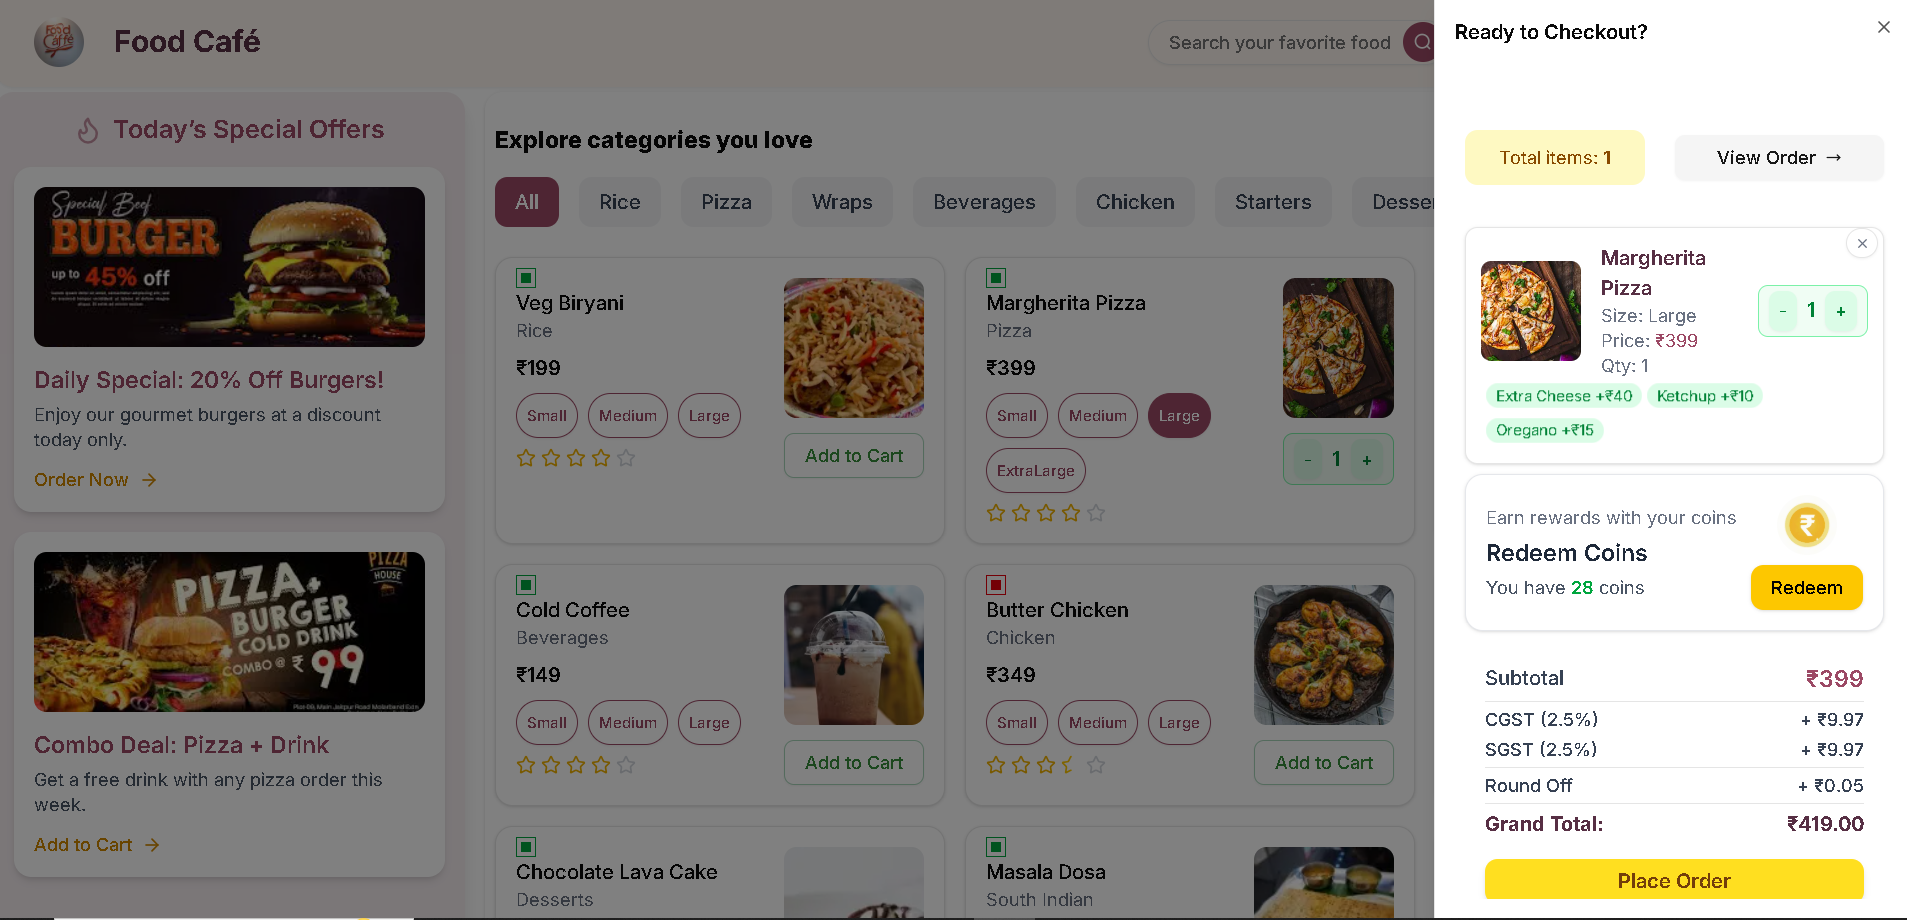 Food Caffe
Food Café
Search your favorite food
Today's Special Offers
Special Beef
BURGER
up to 45% off
Daily Special: 20% Off Burgers!
Enjoy our gourmet burgers at a discount
today only.
Order Now →
PIZZA HOUSE
PIZZA+
BURGER
+ COLD DRINK
COMBO @ ₹ 99
Combo Deal: Pizza + Drink
Get a free drink with any pizza order this
week.
Add to Cart →
Explore categories you love
All
Rice
Pizza
Wraps
Beverages
Chicken
Starters
Desser
Veg Biryani
Rice
₹199
Small Medium Large
Add to Cart
Margherita Pizza
Pizza
₹399
Small Medium Large
ExtraLarge
- 1 +
Cold Coffee
Beverages
₹149
Small Medium Large
Add to Cart
Butter Chicken
Chicken
₹349
Small Medium Large
Add to Cart
Chocolate Lava Cake
Desserts
Masala Dosa
South Indian
Ready to Checkout?
Total items: 1
View Order →
Margherita
Pizza
Size: Large
Price: ₹399
Qty: 1
- 1 +
Extra Cheese +₹40 Ketchup +₹10
Oregano +₹15
Earn rewards with your coins
Redeem Coins
You have 28 coins
Redeem
Subtotal ₹399
CGST (2.5%) + ₹9.97
SGST (2.5%) + ₹9.97
Round Off + ₹0.05
Grand Total: ₹419.00
Place Order